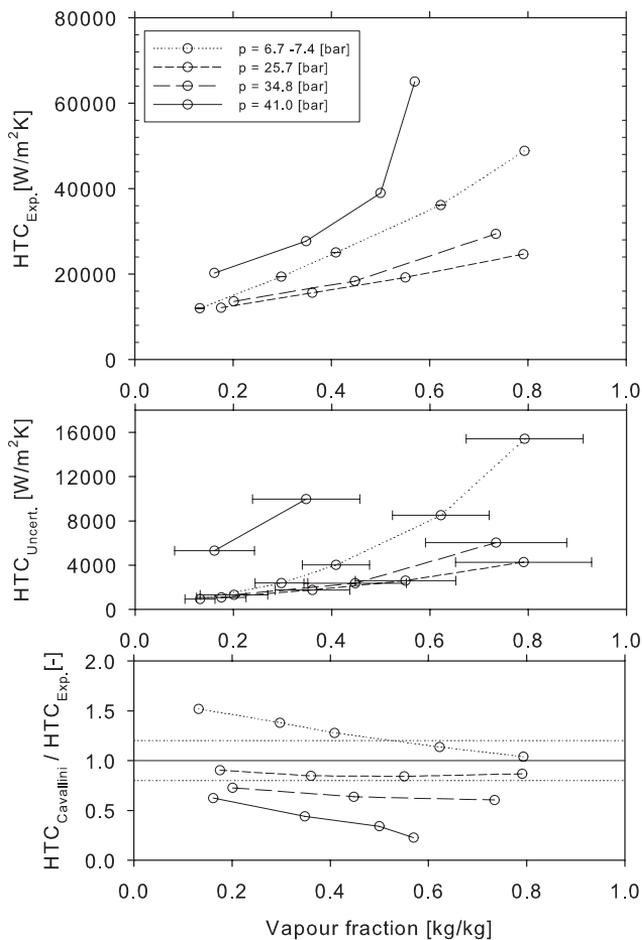 80000
60000
40000
20000
0
HTC_Exp. [W/m²K]
p = 6.7 -7.4 [bar]
p = 25.7 [bar]
p = 34.8 [bar]
p = 41.0 [bar]
0.0 0.2 0.4 0.6 0.8 1.0
16000
12000
8000
4000
0
HTC_Uncert. [W/m²K]
0.0 0.2 0.4 0.6 0.8 1.0
2.0
1.5
1.0
0.5
0.0
HTC_Cavallini / HTC_Exp. [-]
0.0 0.2 0.4 0.6 0.8 1.0
Vapour fraction [kg/kg]